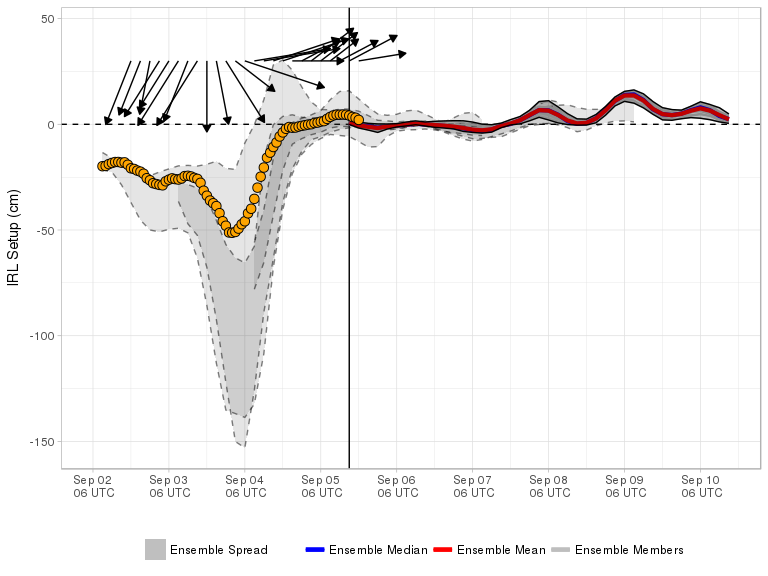 50
0
-50
-100
-150
IRL Setup (cm)
Sep 02 Sep 03 Sep 04 Sep 05 Sep 06 Sep 07 Sep 08 Sep 09 Sep 10
06 UTC 06 UTC 06 UTC 06 UTC 06 UTC 06 UTC 06 UTC 06 UTC 06 UTC
Ensemble Spread Ensemble Median Ensemble Mean Ensemble Members